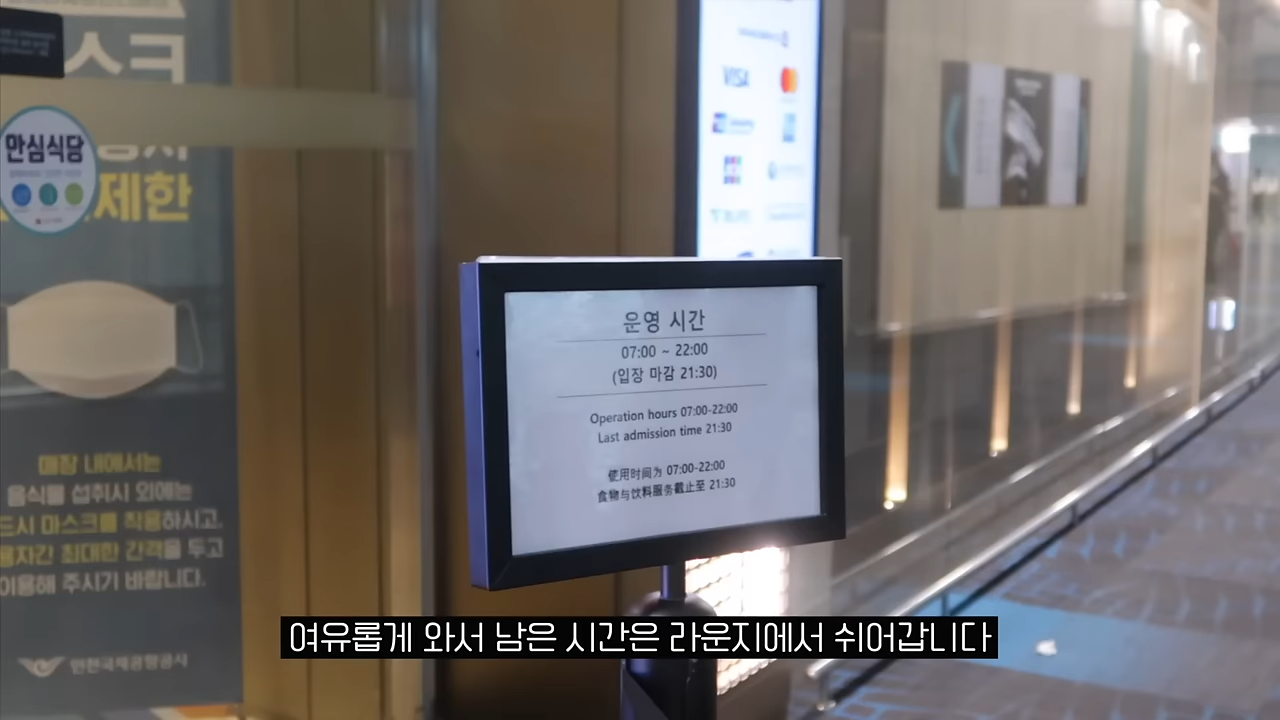 스크
안심식당
제한
매장 내에서는
음식물 섭취시 외에는
드시 마스크를 착용하시고,
용자간 최대한 간격을 두고
이용해 주시기 바랍니다.
인천국제공항공사
VISA
운영 시간
07:00 ~ 22:00
(입장 마감 21:30)
Operation hours 07:00-22:00
Last admission time 21:30
使用时间为 07:00-22:00
食物与饮料服务截止至 21:30
여유롭게 와서 남은 시간은 라운지에서 쉬어갑니다